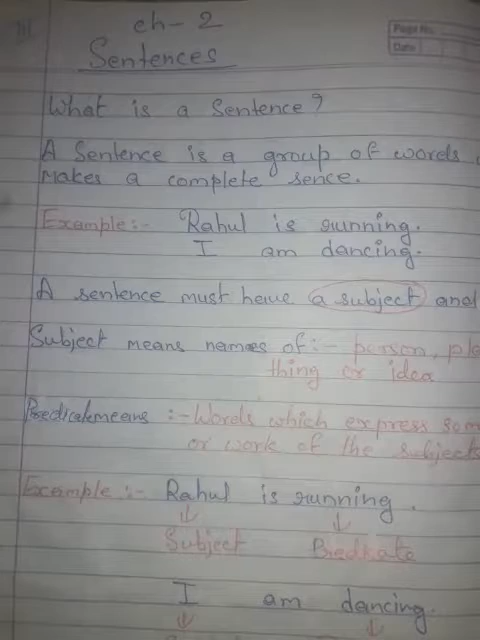 ch-2
Page No.
Date
Sentences
What is a Sentence?
A Sentence is a group of words
makes a complete sence.
Example:- Rahul is running.
I am dancing.
A sentence must have a subject and
Subject means names of:- person, pla
thing or idea
Predicate means :- Words which express som
or work of the subjects
Example:- Rahul is running.
Subject Predicate
I am dancing.